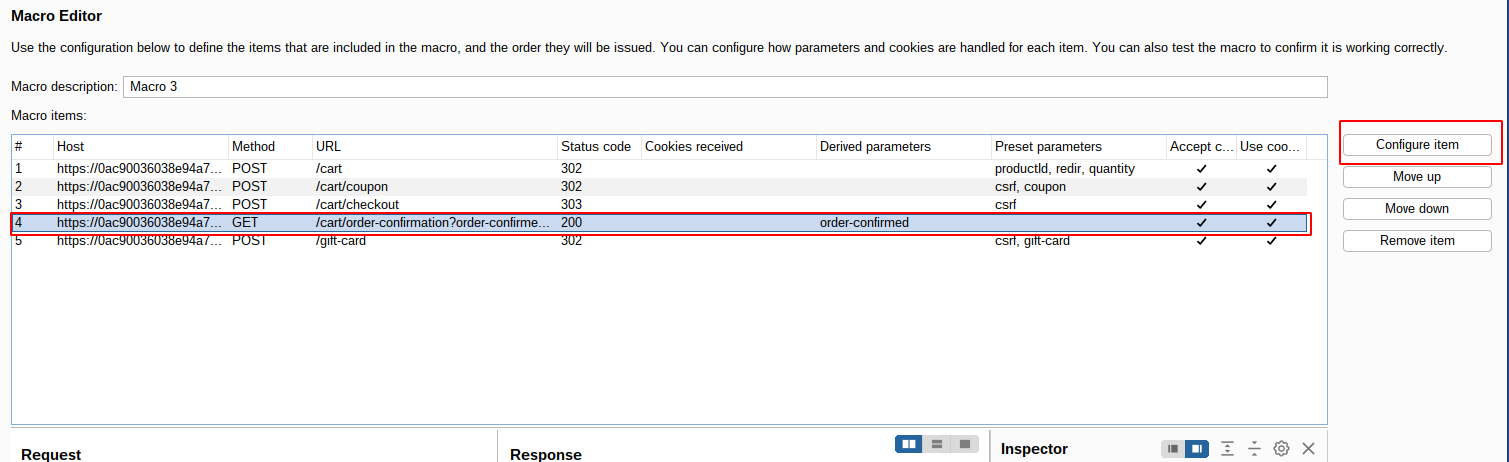 Macro Editor
Use the configuration below to define the items that are included in the macro, and the order they will be issued. You can configure how parameters and cookies are handled for each item. You can also test the macro to confirm it is working correctly.
Macro description: Macro 3
Macro items:
# Host Method URL Status code Cookies received Derived parameters Preset parameters Accept c... Use coo...
1 https://0ac90036038e94a7... POST /cart 302 productId, redir, quantity ✓ ✓
2 https://0ac90036038e94a7... POST /cart/coupon 302 csrf, coupon ✓ ✓
3 https://0ac90036038e94a7... POST /cart/checkout 303 csrf ✓ ✓
4 https://0ac90036038e94a7... GET /cart/order-confirmation?order-confirme... 200 order-confirmed ✓ ✓
5 https://0ac90036038e94a7... POST /gift-card 302 csrf, gift-card ✓ ✓
Configure item
Move up
Move down
Remove item
Request
Response
Inspector